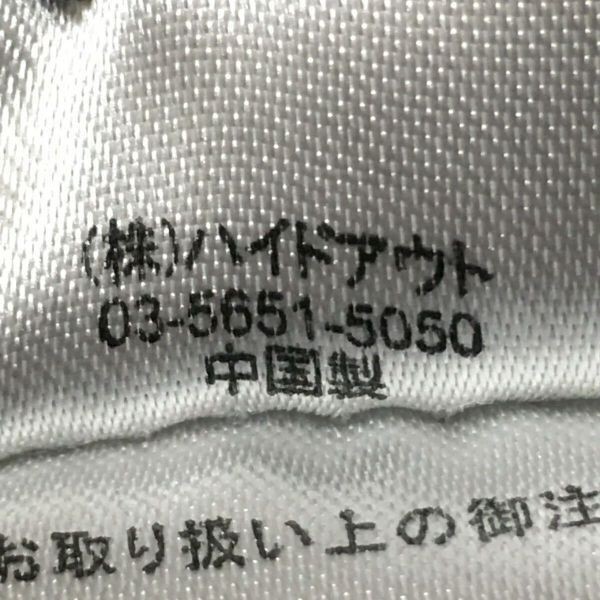 (株)ハイドアウト
03-5651-5050
中国製
お取り扱い上の御注